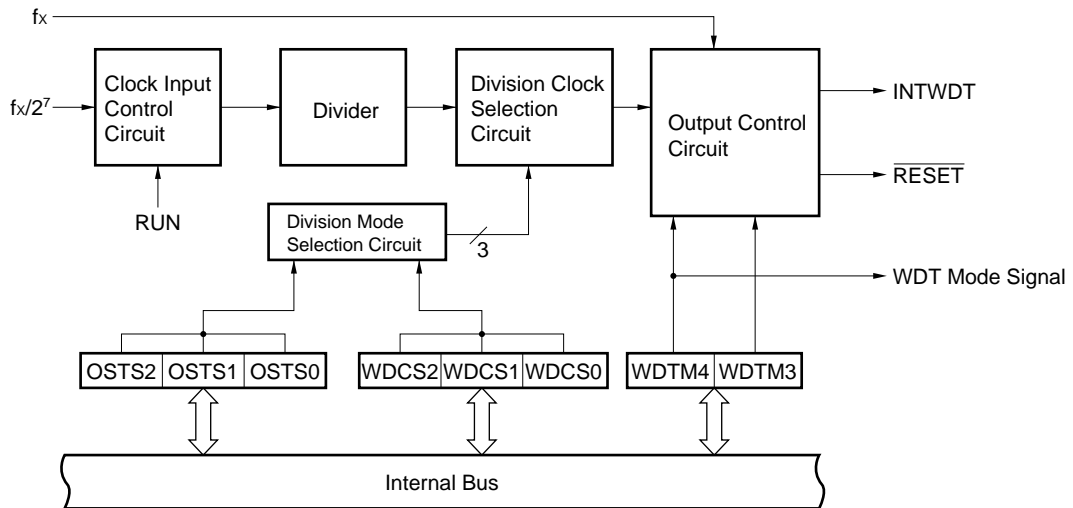 fX
fX/2⁷
Clock Input
Control
Circuit
Divider
Division Clock
Selection
Circuit
Output Control
Circuit
INTWDT
RESET
RUN
Division Mode
Selection Circuit
3
WDT Mode Signal
OSTS2 OSTS1 OSTS0
WDCS2 WDCS1 WDCS0
WDTM4 WDTM3
Internal Bus